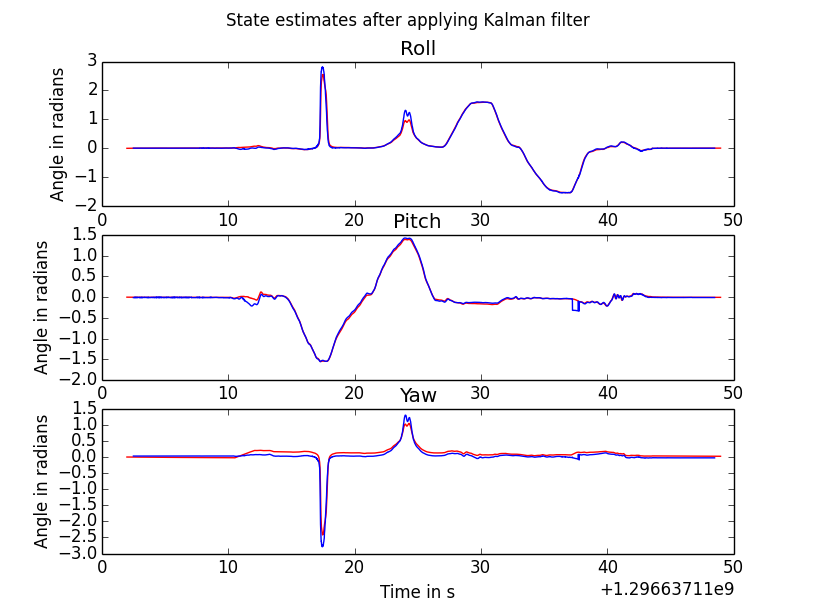 State estimates after applying Kalman filter
Roll
Angle in radians
3
2
1
0
−1
−2
0 10 20 30 40 50
Pitch
Angle in radians
1.5
1.0
0.5
0.0
−0.5
−1.0
−1.5
−2.0
0 10 20 30 40 50
Yaw
Angle in radians
1.5
1.0
0.5
0.0
−0.5
−1.0
−1.5
−2.0
−2.5
−3.0
0 10 20 30 40 50
Time in s
+1.29663711e9